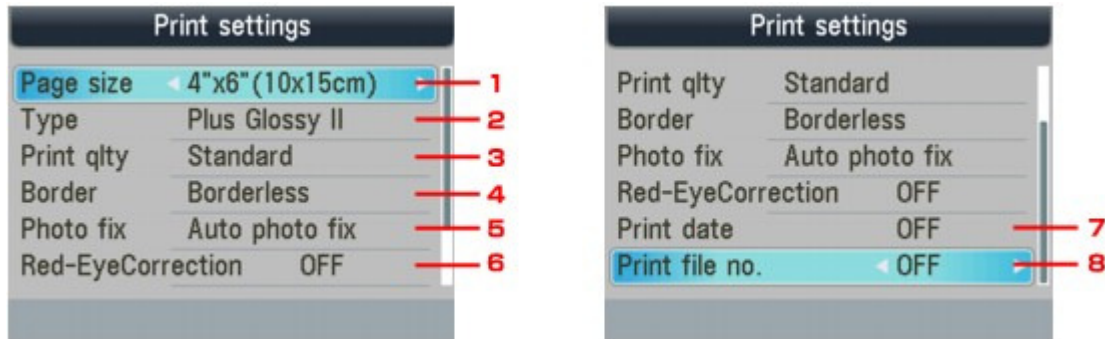 Print settings
Page size 4"x6"(10x15cm) 1
Type Plus Glossy II 2
Print qlty Standard 3
Border Borderless 4
Photo fix Auto photo fix 5
Red-EyeCorrection OFF 6
Print settings
Print qlty Standard
Border Borderless
Photo fix Auto photo fix
Red-EyeCorrection OFF
Print date OFF 7
Print file no. OFF 8